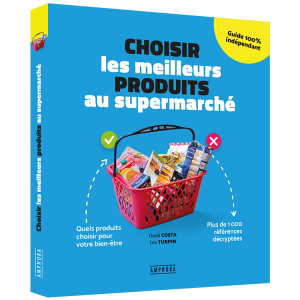 Guide 100%
indépendant
CHOISIR
les meilleurs
PRODUITS
au supermarché
Quels produits
choisir pour
votre bien-être
David COSTA
Léa TURPIN
Plus de 1 000
références
décryptées
AMPHORA
Choisir les meilleurs produits au supermarché
AMPHORA